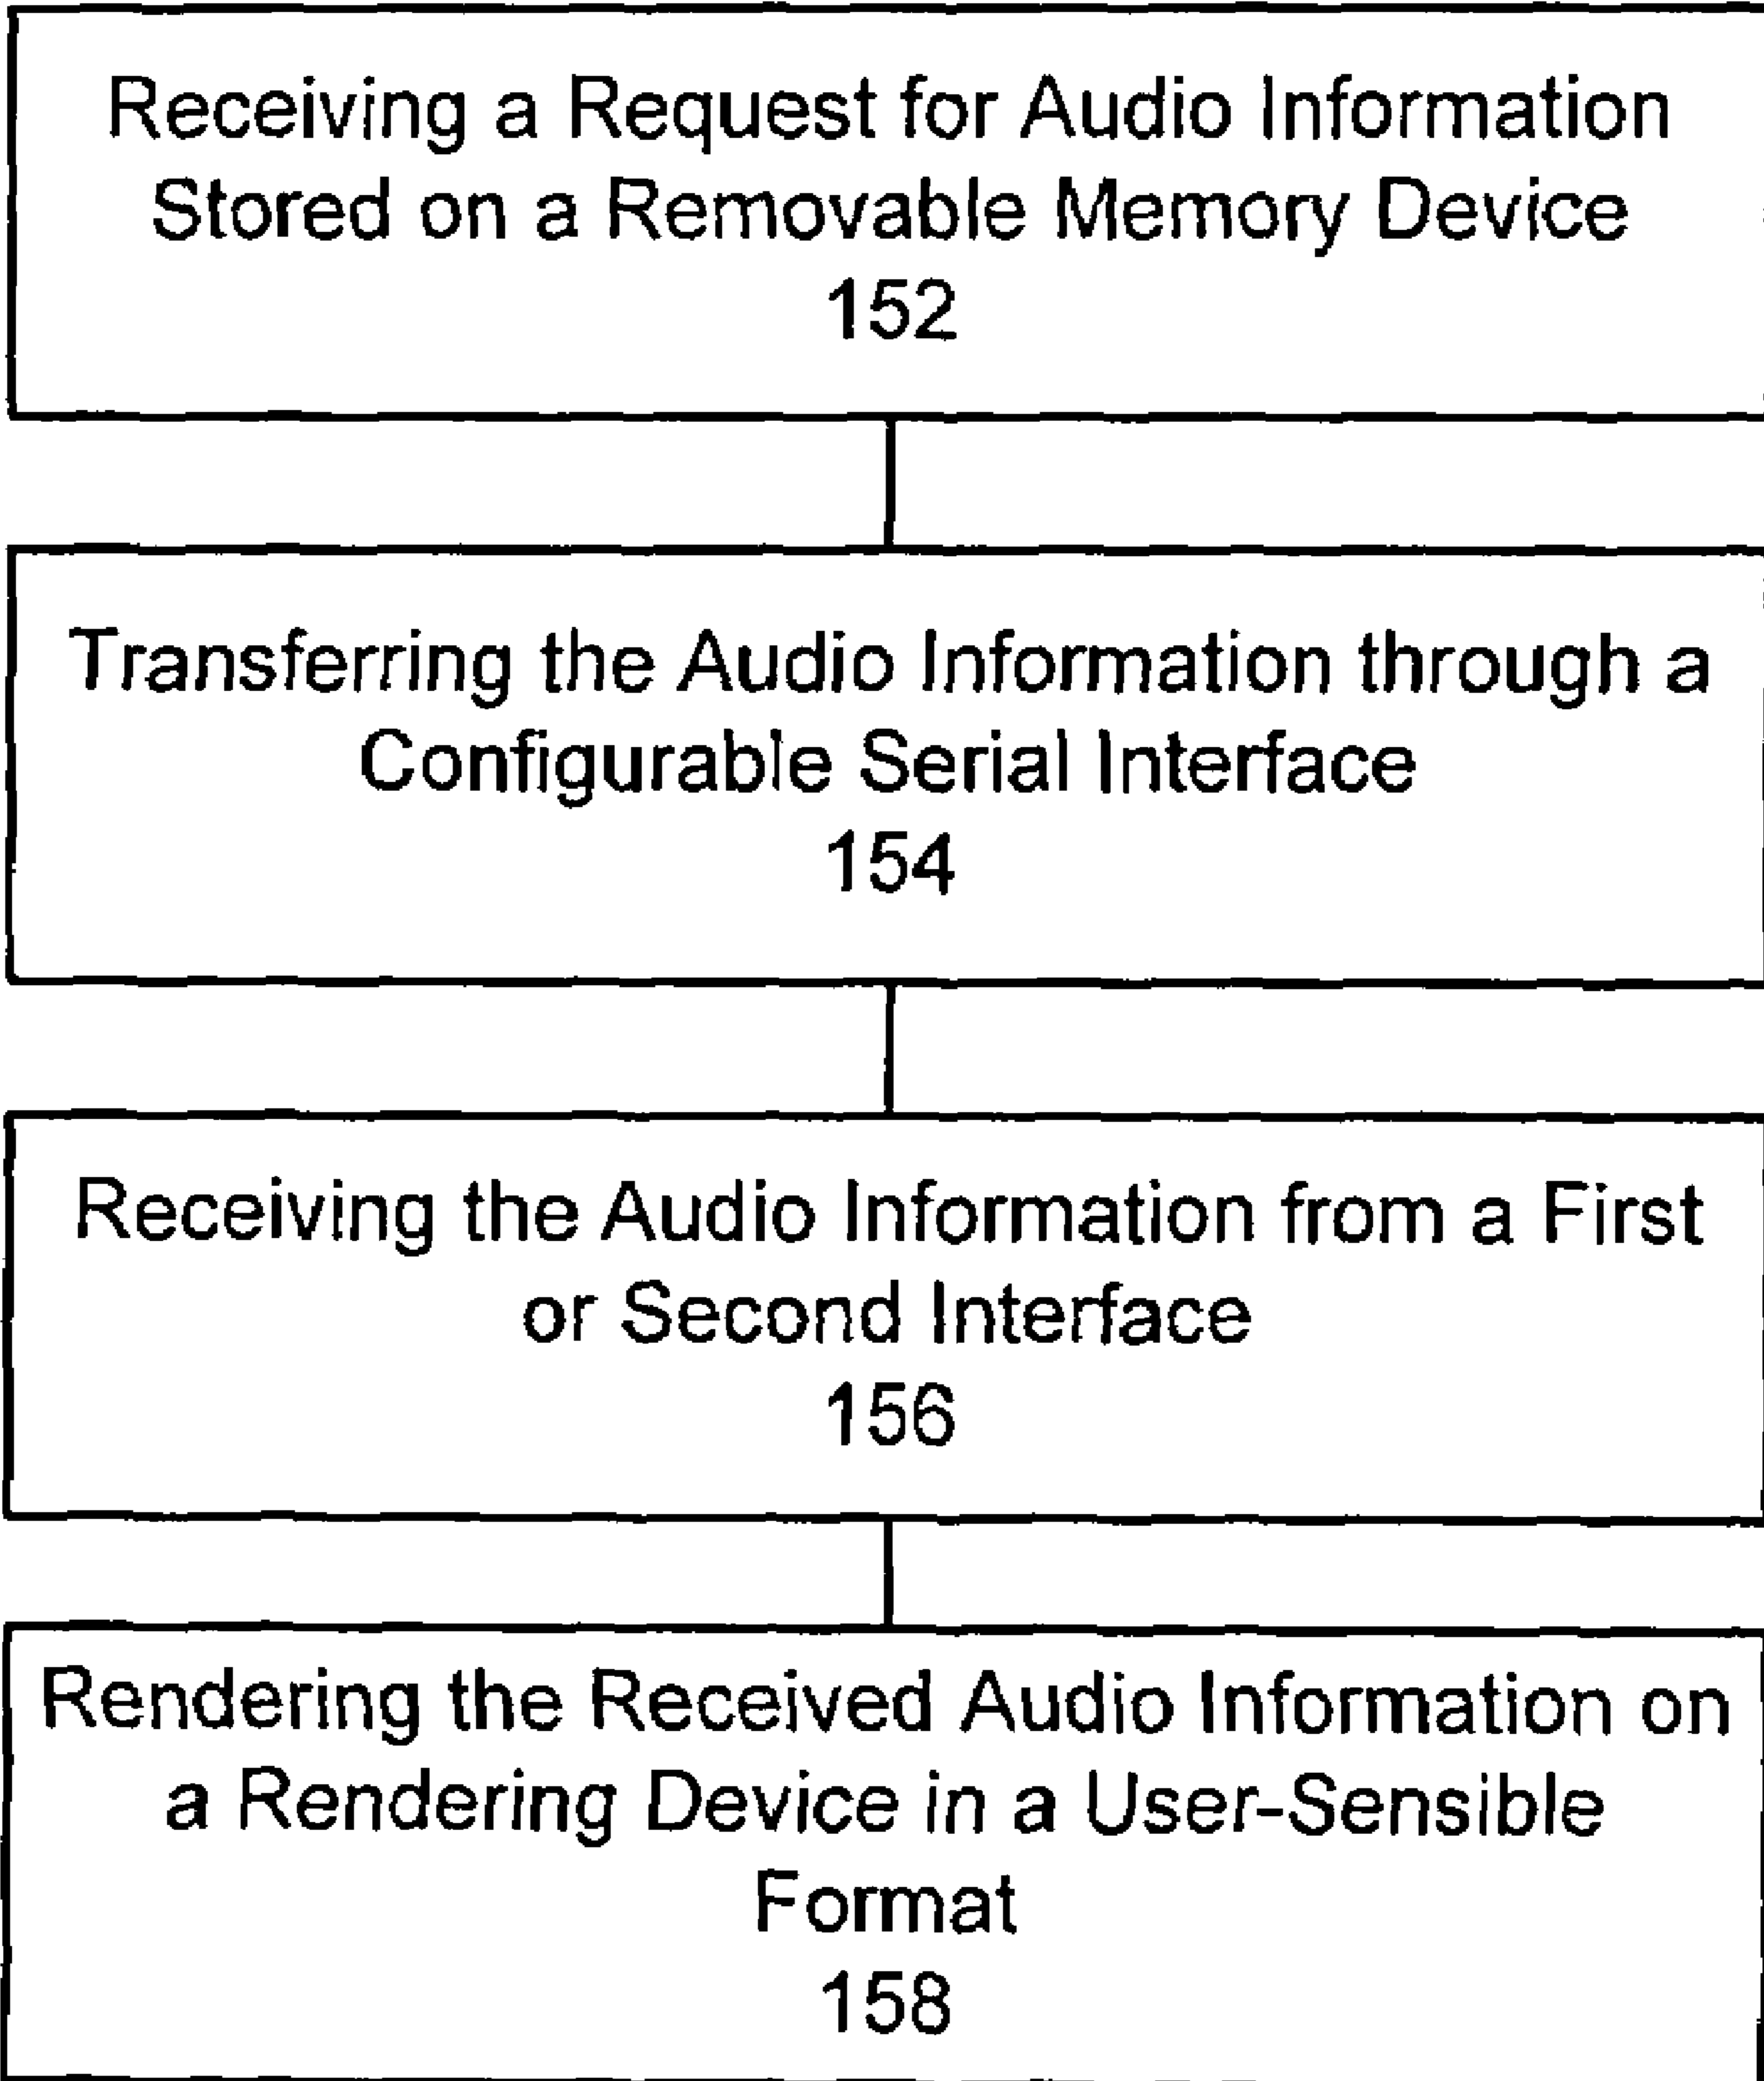 Receiving a Request for Audio Information
Stored on a Removable Memory Device
152
Transferring the Audio Information through a
Configurable Serial Interface
154
Receiving the Audio Information from a First
or Second Interface
156
Rendering the Received Audio Information on
a Rendering Device in a User-Sensible
Format
158